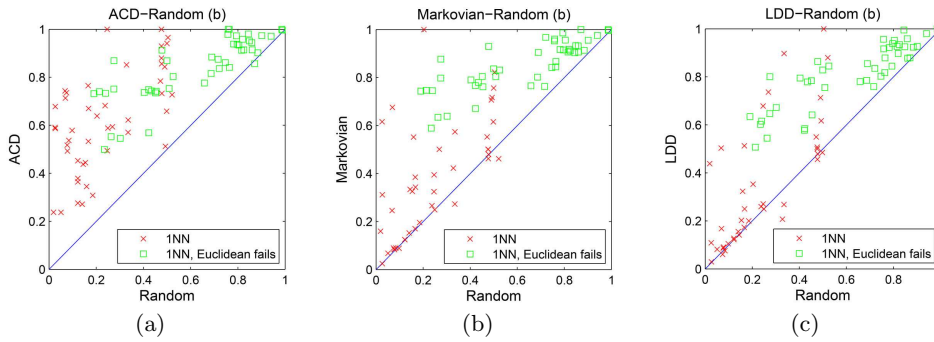 ACD−Random (b)
1
0.8
0.6
0.4
0.2
0
ACD
0.2
0.4
0.6
0.8
1
Random
1NN
1NN, Euclidean fails
(a)
Markovian−Random (b)
1
0.8
0.6
0.4
0.2
0
Markovian
0.2
0.4
0.6
0.8
1
Random
1NN
1NN, Euclidean fails
(b)
LDD−Random (b)
1
0.8
0.6
0.4
0.2
0
LDD
0.2
0.4
0.6
0.8
Random
1NN
1NN, Euclidean fails
(c)